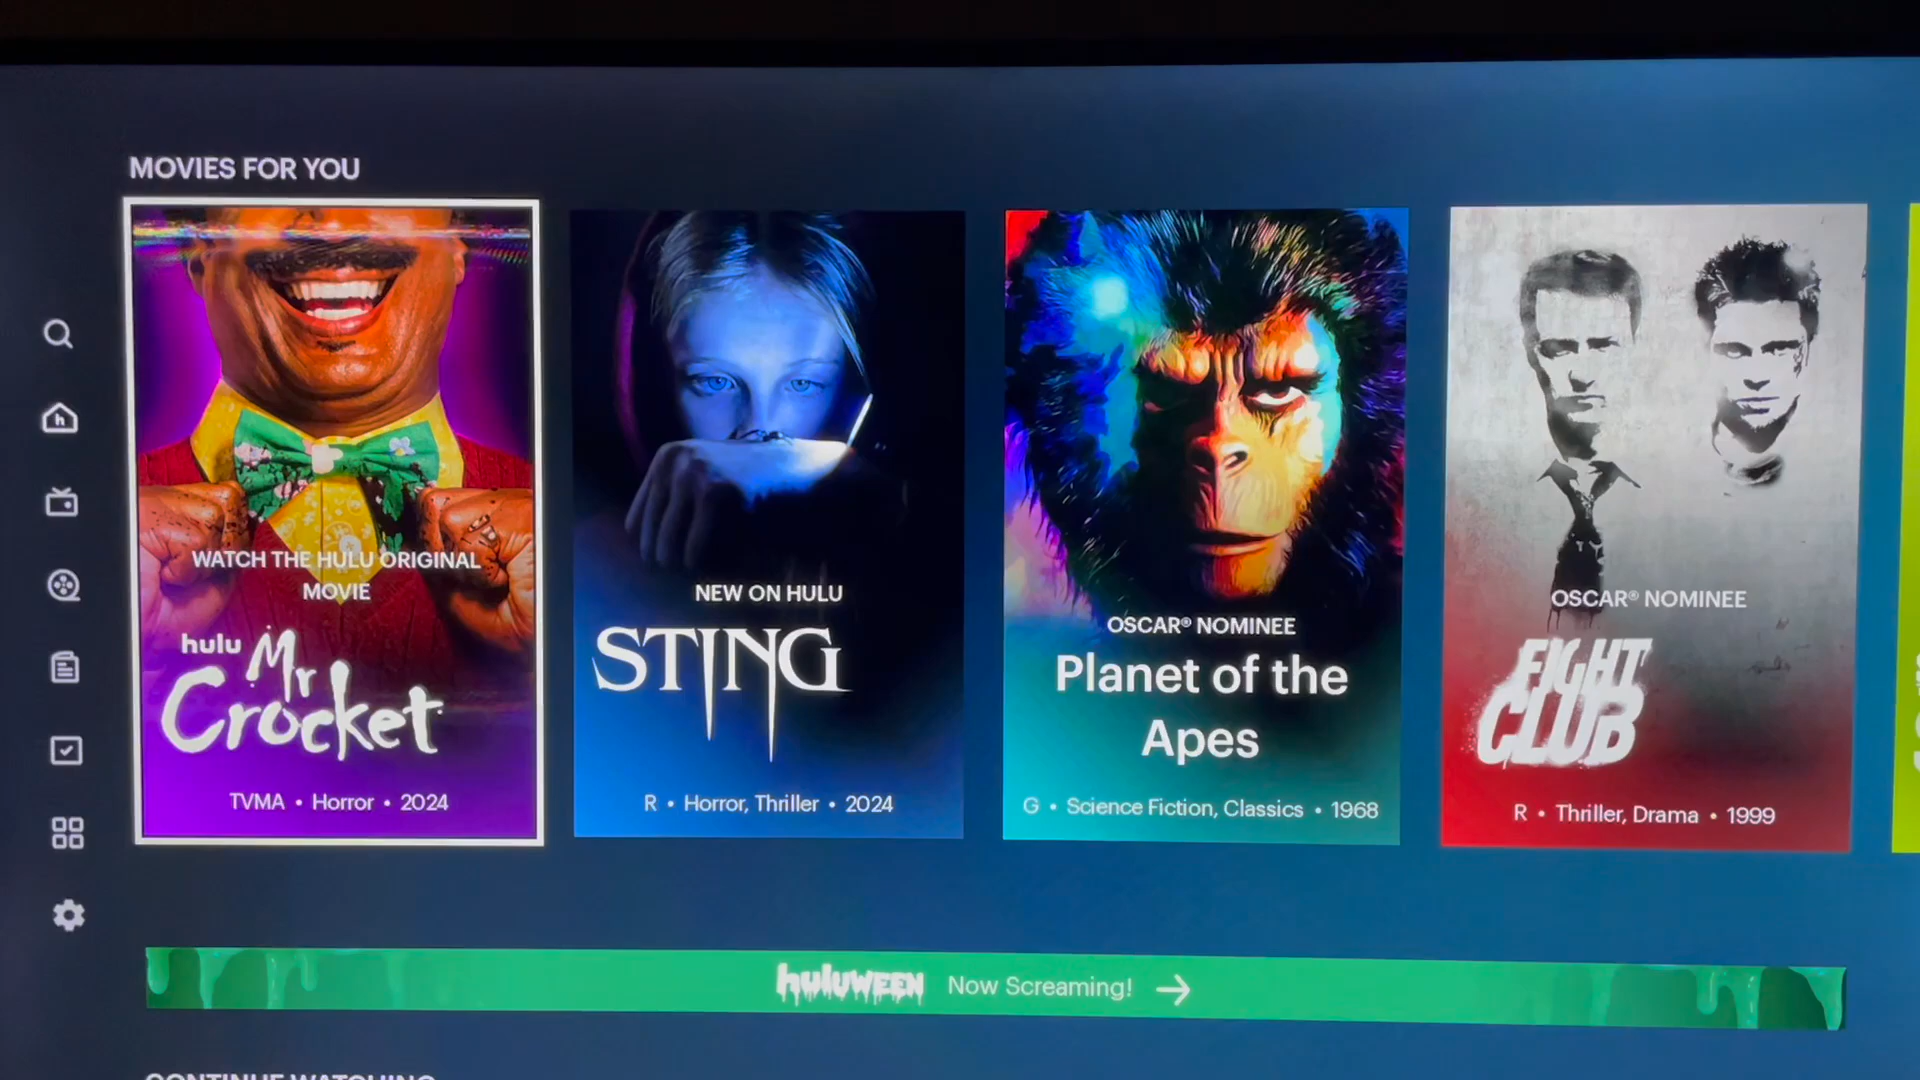 MOVIES FOR YOU
WATCH THE HULU ORIGINAL
MOVIE
hulu
Mr
Crocket
TVMA • Horror • 2024
NEW ON HULU
STING
R • Horror, Thriller • 2024
OSCAR® NOMINEE
Planet of the
Apes
G • Science Fiction, Classics • 1968
OSCAR® NOMINEE
FIGHT
CLUB
R • Thriller, Drama • 1999
huluWEEN Now Screaming! →
CONTINUE WATCHING